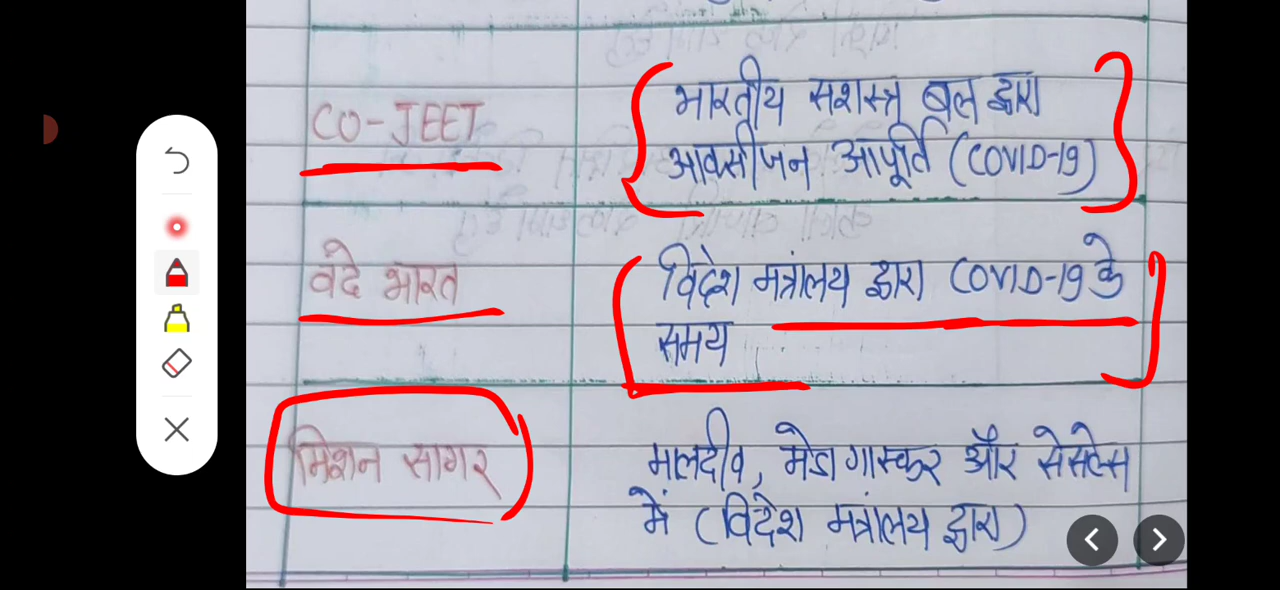 CO-JEET
भारतीय सशस्त्र बल द्वारा
आक्सीजन आपूर्ति (COVID-19)
वंदे भारत
विदेश मंत्रालय द्वारा COVID-19 के
समय
मिशन सागर
मालदीव, मेडागास्कर और सेसेल्स
में (विदेश मंत्रालय द्वारा)